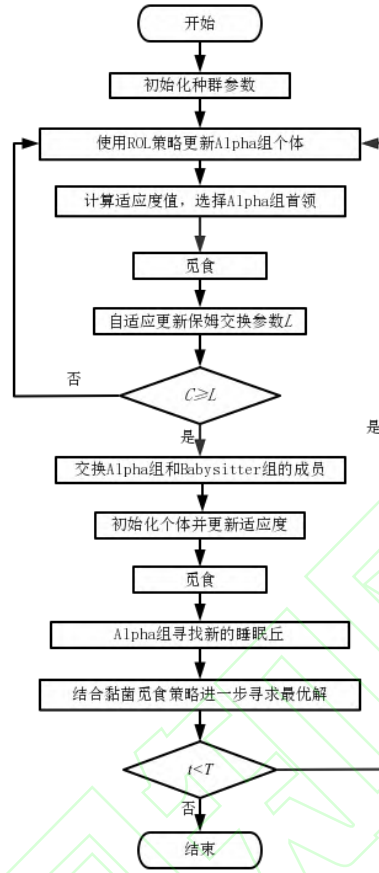 开始
初始化种群参数
使用ROL策略更新Alpha组个体
计算适应度值，选择Alpha组首领
觅食
自适应更新保姆交换参数L
否
C≥L
是
是
交换Alpha组和Babysitter组的成员
初始化个体并更新适应度
觅食
Alpha组寻找新的睡眠丘
结合黏菌觅食策略进一步寻求最优解
t<T
否
结束